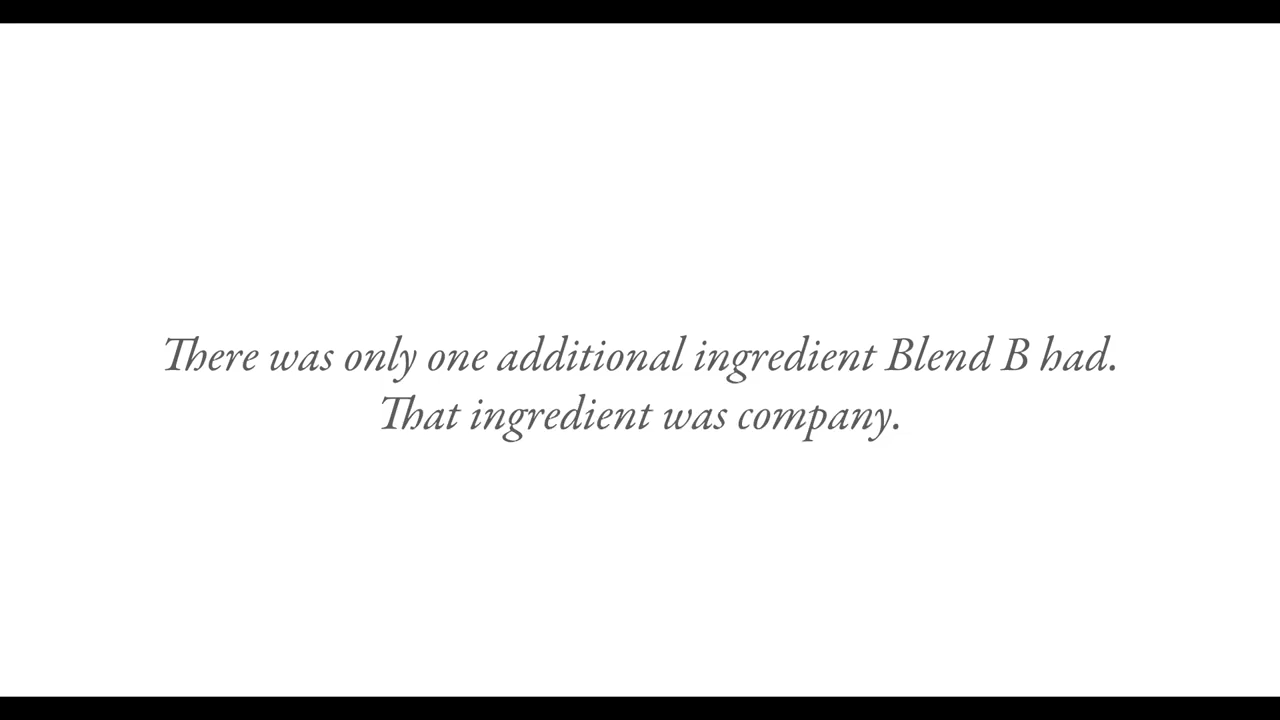 There was only one additional ingredient Blend B had.
That ingredient was company.